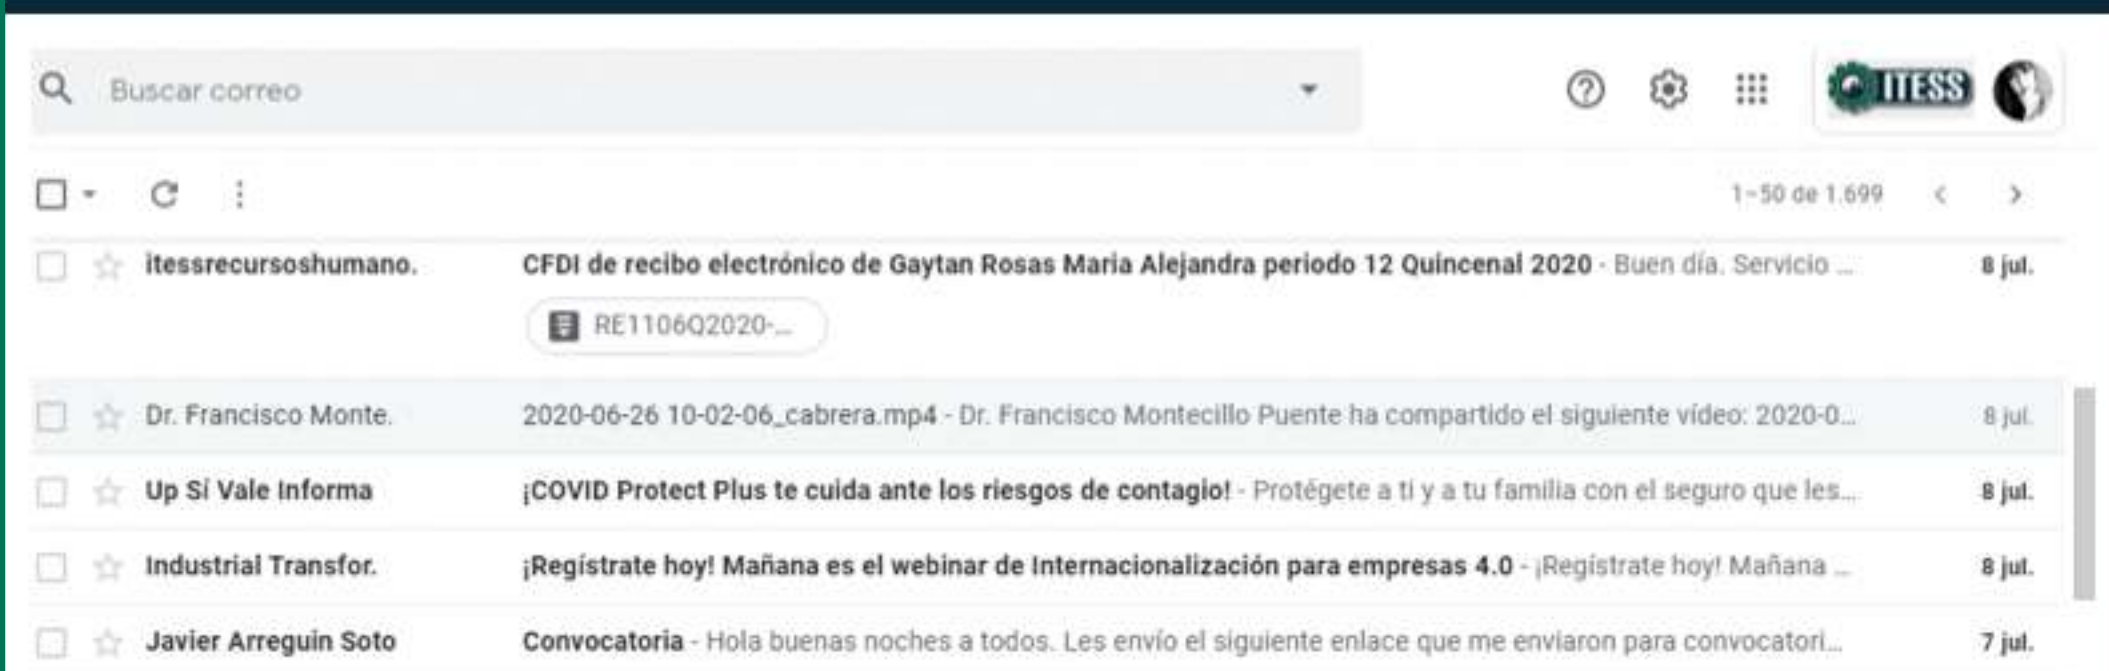 Buscar correo
ITESS
1–50 de 1.699
itessrecursoshumano. CFDI de recibo electrónico de Gaytan Rosas Maria Alejandra periodo 12 Quincenal 2020 - Buen día. Servicio ... 8 jul.
RE1106Q2020-...
Dr. Francisco Monte. 2020-06-26 10-02-06_cabrera.mp4 - Dr. Francisco Montecillo Puente ha compartido el siguiente vídeo: 2020-0... 8 jul.
Up Sí Vale Informa ¡COVID Protect Plus te cuida ante los riesgos de contagio! - Protégete a ti y a tu familia con el seguro que les... 8 jul.
Industrial Transfor. ¡Regístrate hoy! Mañana es el webinar de Internacionalización para empresas 4.0 - ¡Regístrate hoy! Mañana ... 8 jul.
Javier Arreguin Soto Convocatoria - Hola buenas noches a todos. Les envío el siguiente enlace que me enviaron para convocatori... 7 jul.